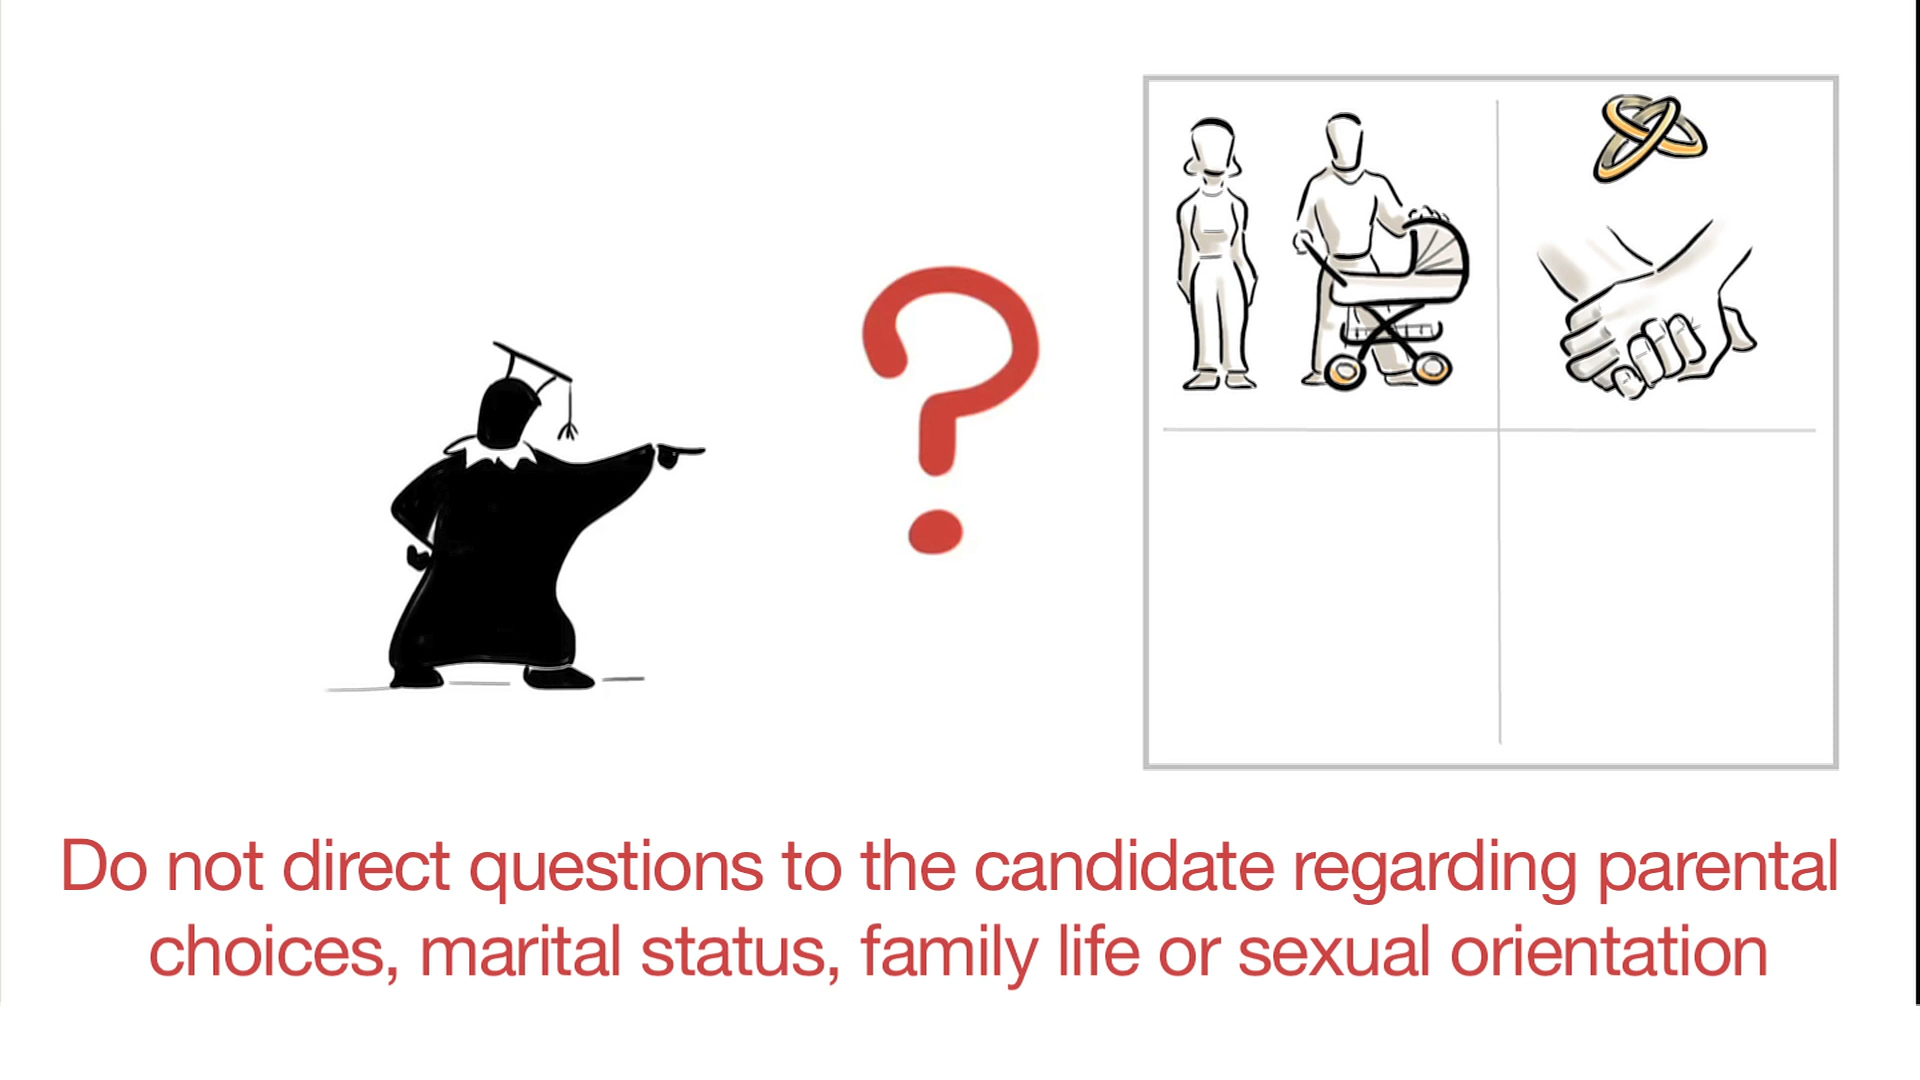 Do not direct questions to the candidate regarding parental
choices, marital status, family life or sexual orientation